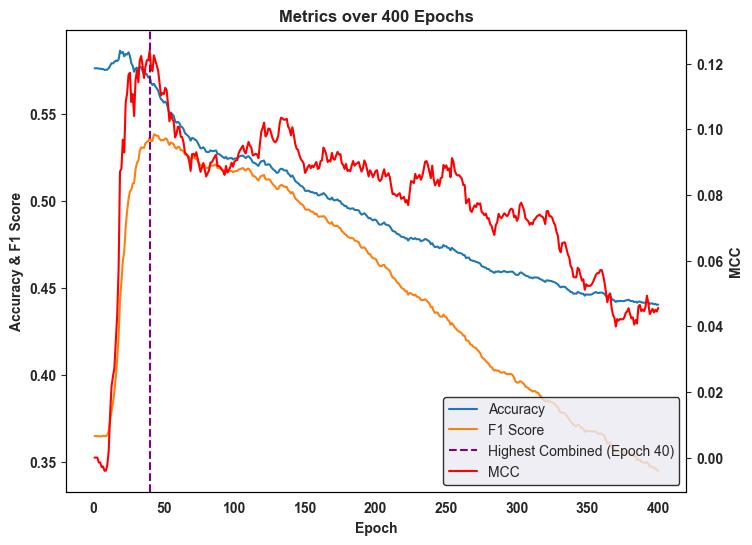 Metrics over 400 Epochs
Accuracy & F1 Score
0.55
0.50
0.45
0.40
0.35
0.12
0.10
0.08
0.06
0.04
0.02
0.00
MCC
Accuracy
F1 Score
Highest Combined (Epoch 40)
MCC
0 50 100 150 200 250 300 350 400
Epoch